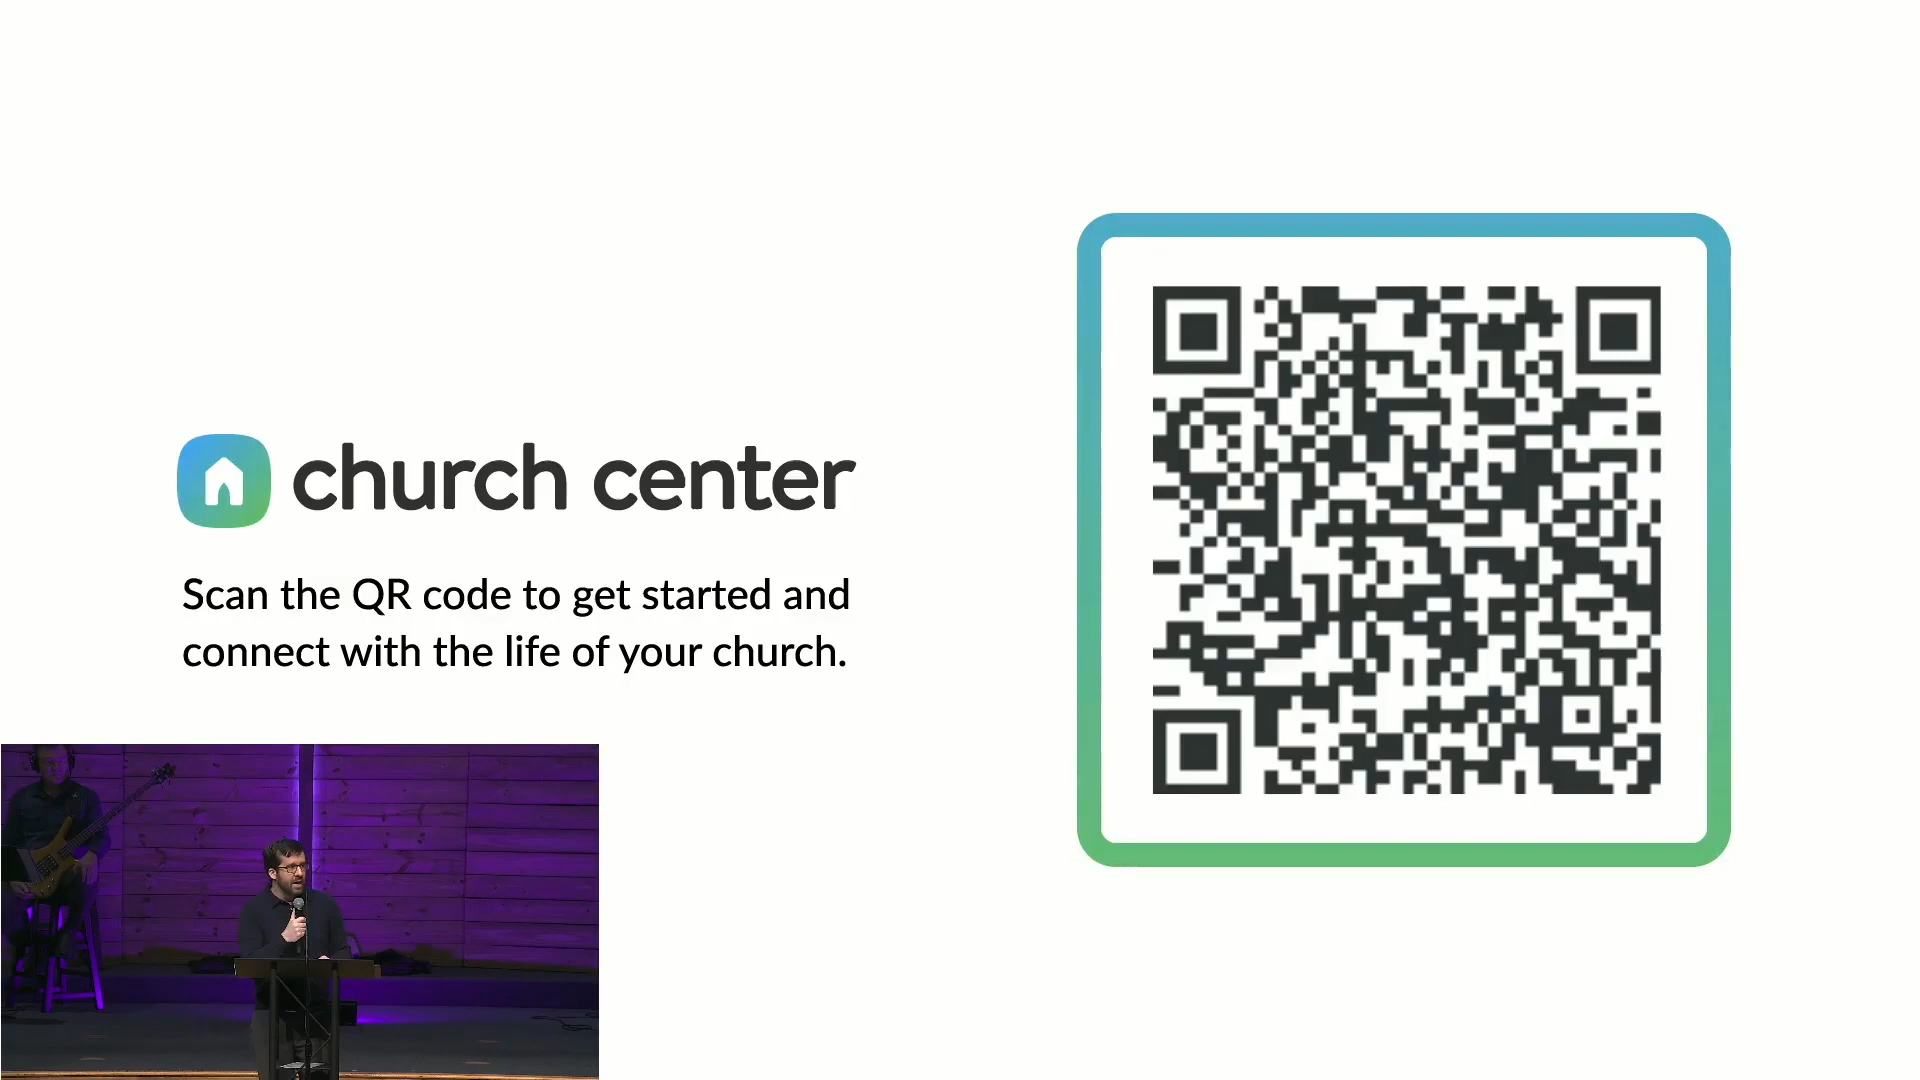 church center
Scan the QR code to get started and
connect with the life of your church.